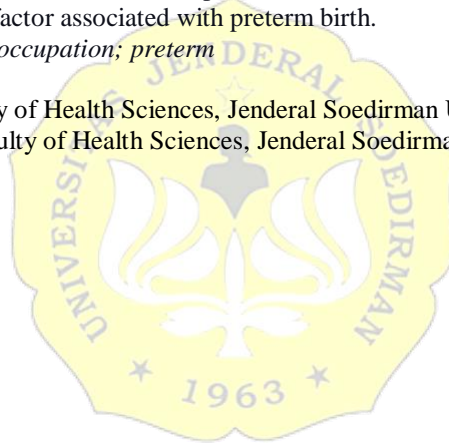 factor associated with preterm birth.
occupation; preterm
y of Health Sciences, Jenderal Soedirman U
culty of Health Sciences, Jenderal Soedirma
UNIVERSITAS JENDERAL SOEDIRMAN
1963